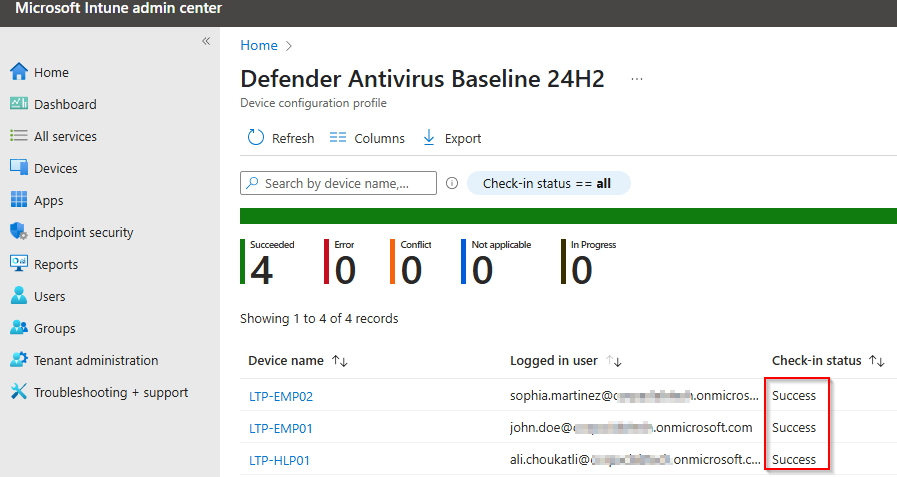 Microsoft Intune admin center
Home
Dashboard
All services
Devices
Apps
Endpoint security
Reports
Users
Groups
Tenant administration
Troubleshooting + support
Home
Defender Antivirus Baseline 24H2 ...
Device configuration profile
Refresh Columns Export
Search by device name,... Check-in status == all
Succeeded Error Conflict Not applicable In Progress
4 0 0 0 0
Showing 1 to 4 of 4 records
Device name Logged in user Check-in status
LTP-EMP02 sophia.martinez@ .onmicros... Success
LTP-EMP01 john.doe@ .onmicrosoft.com Success
LTP-HLP01 ali.choukatli@ .onmicrosoft.c... Success